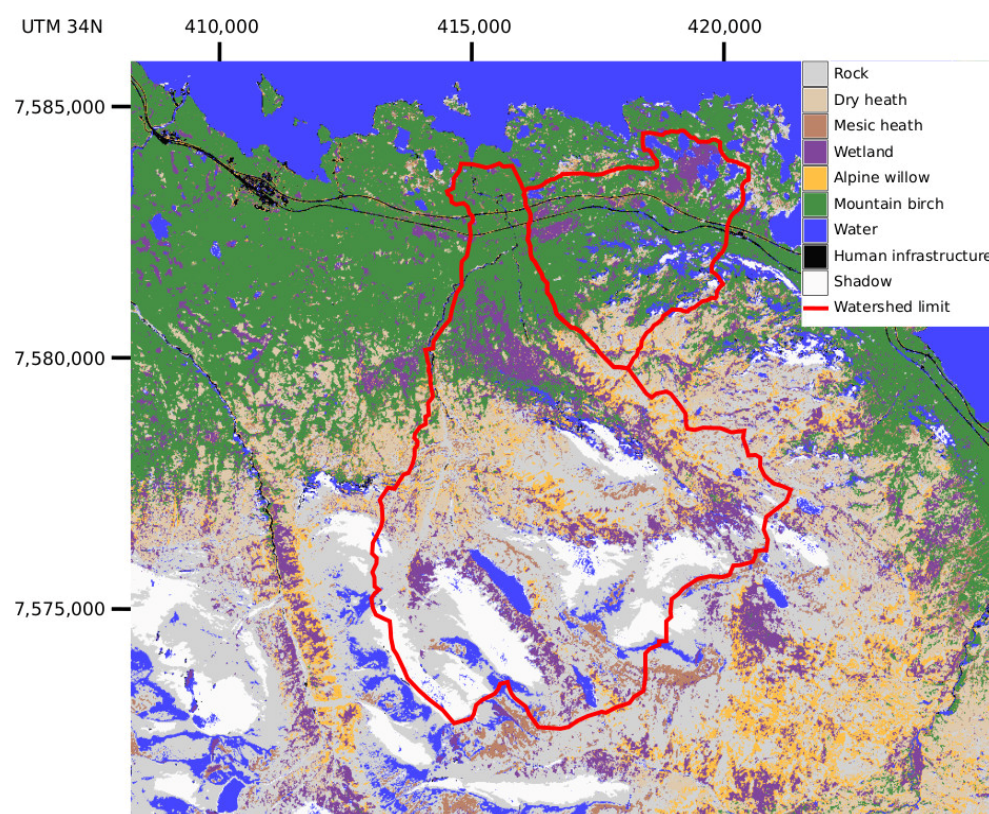 UTM 34N
410,000
415,000
420,000
7,585,000
7,580,000
7,575,000
Rock
Dry heath
Mesic heath
Wetland
Alpine willow
Mountain birch
Water
Human infrastructure
Shadow
Watershed limit